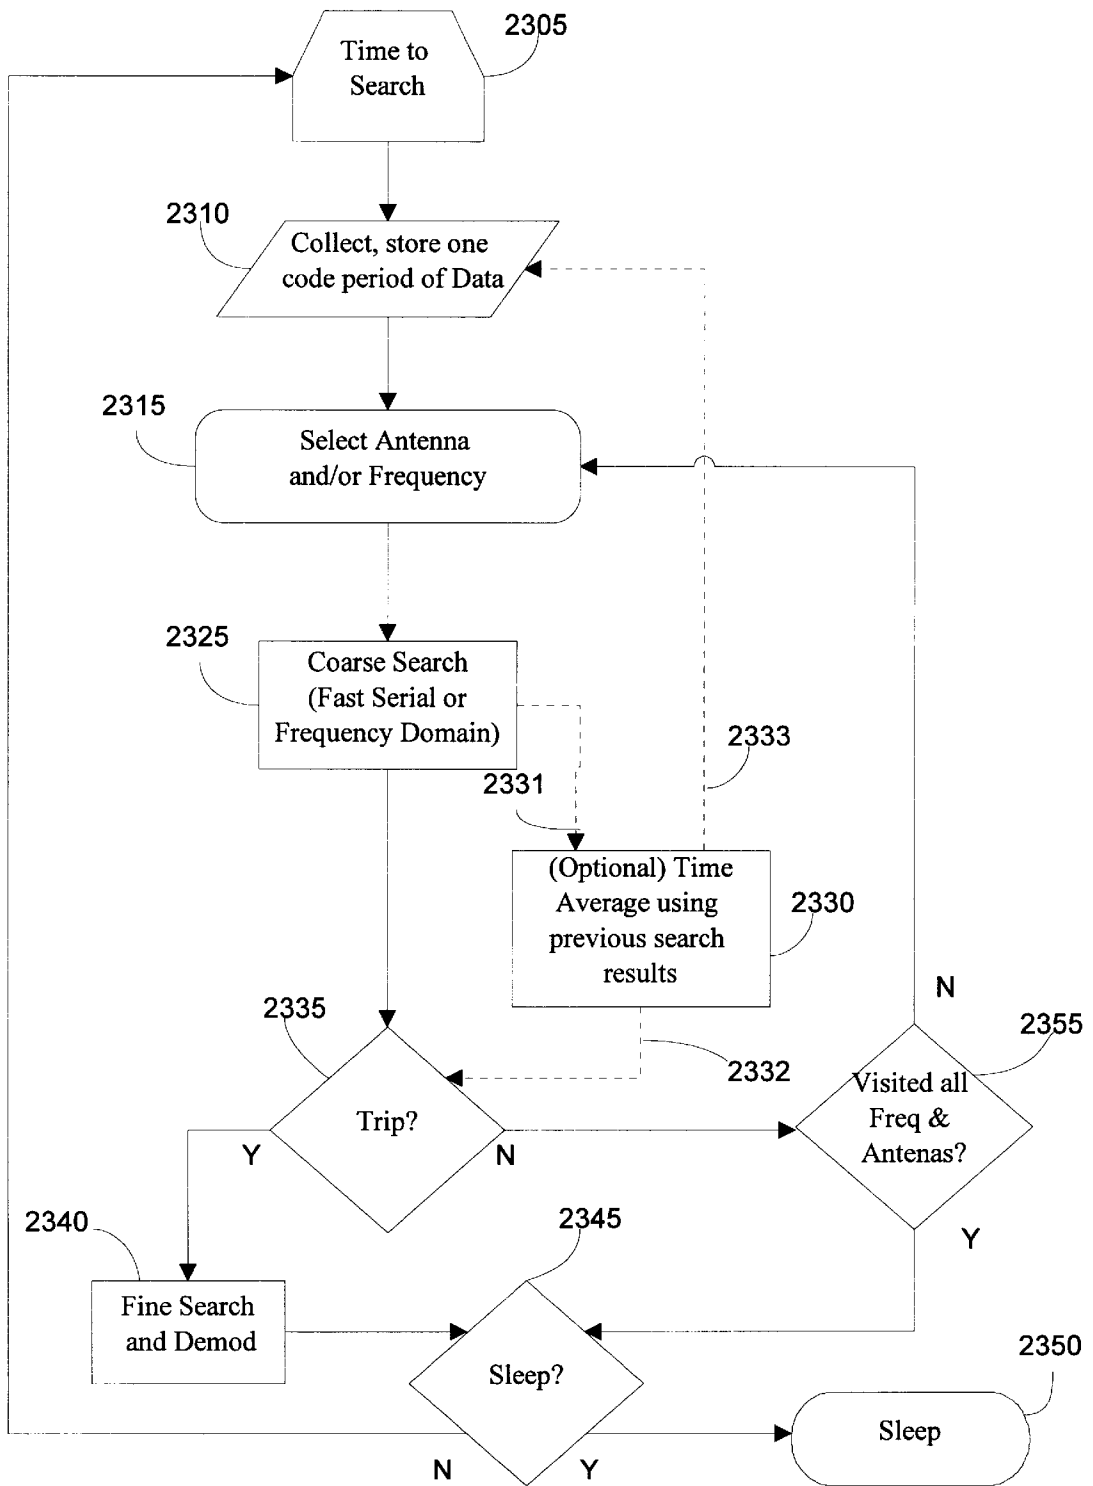 2305
Time to
Search
2310
Collect, store one
code period of Data
2315
Select Antenna
and/or Frequency
2325
Coarse Search
(Fast Serial or
Frequency Domain)
2333
2331
(Optional) Time
Average using
previous search
results
2330
N
2335
2355
2332
Visited all
Freq &
Antenas?
Trip?
Y
N
2340
2345
Y
Fine Search
and Demod
2350
Sleep?
Sleep
N
Y